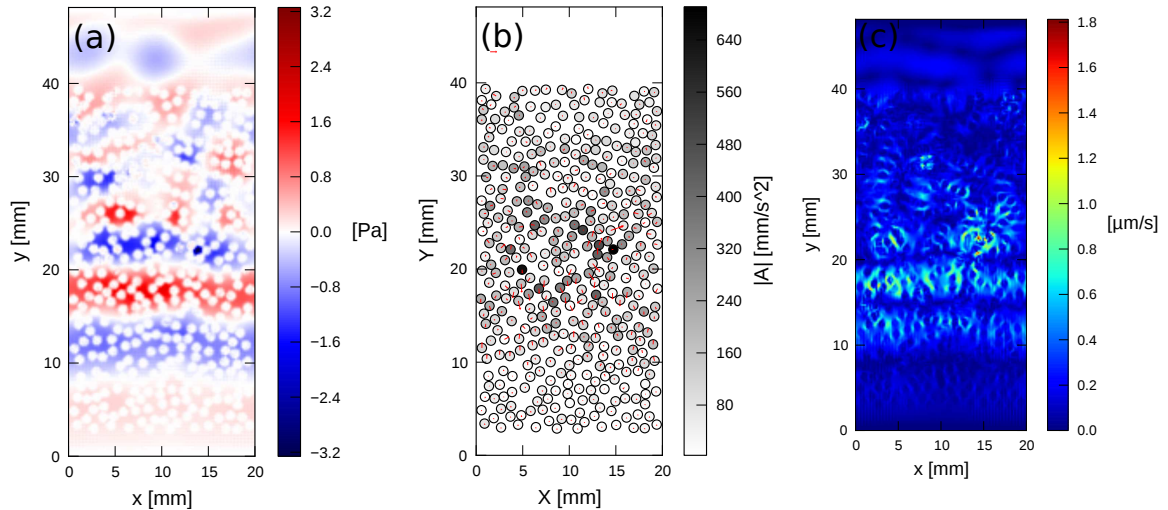 (a)
40
30
20
10
0
0 5 10 15 20
y [mm]
x [mm]
3.2
2.4
1.6
0.8
0.0
−0.8
−1.6
−2.4
−3.2
[Pa]
(b)
40
30
20
10
0
0 5 10 15 20
Y [mm]
X [mm]
640
560
480
400
320
240
160
80
|A| [mm/s^2]
(c)
40
30
20
10
0
0 5 10 15 20
y [mm]
x [mm]
1.8
1.6
1.4
1.2
1.0
0.8
0.6
0.4
0.2
0.0
[μm/s]